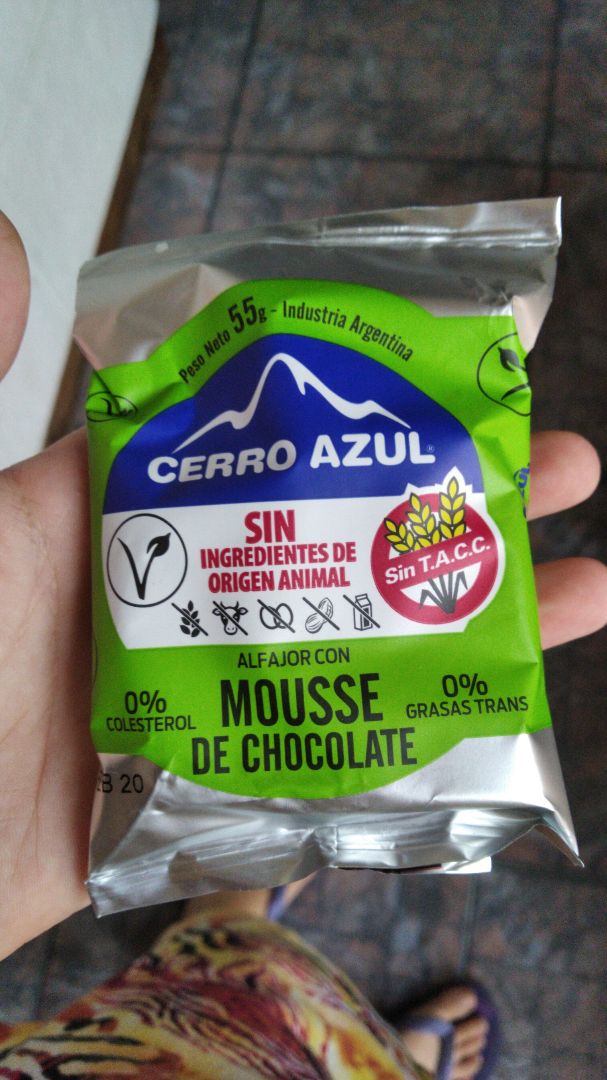 Peso Neto 55g - Industria Argentina
CERRO AZUL®
SIN
INGREDIENTES DE
ORIGEN ANIMAL
Sin T.A.C.C.
ALFAJOR CON
MOUSSE
DE CHOCOLATE
0%
COLESTEROL
0%
GRASAS TRANS
B 20